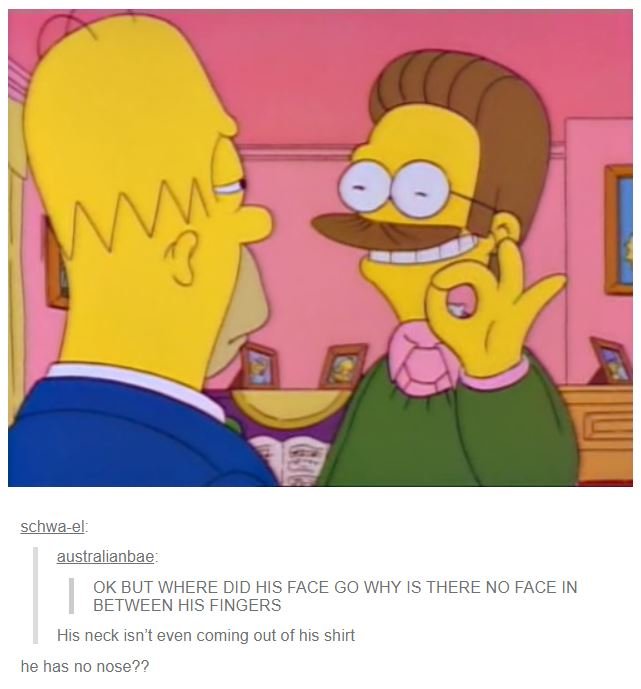 schwa-el:
australianbae:
OK BUT WHERE DID HIS FACE GO WHY IS THERE NO FACE IN
BETWEEN HIS FINGERS
His neck isn’t even coming out of his shirt
he has no nose??